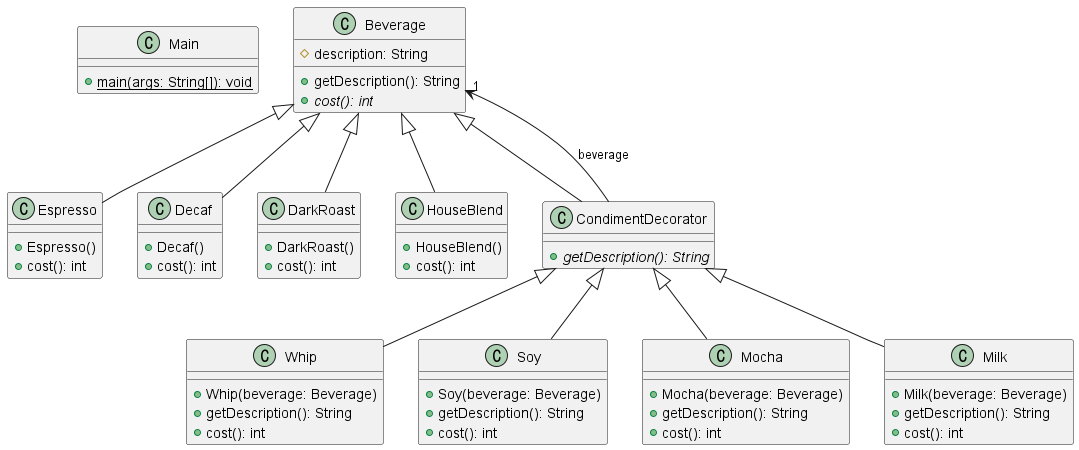 C Main
main(args: String[]): void
C Beverage
description: String
getDescription(): String
cost(): int
1
beverage
C Espresso
Espresso()
cost(): int
C Decaf
Decaf()
cost(): int
C DarkRoast
DarkRoast()
cost(): int
C HouseBlend
HouseBlend()
cost(): int
C CondimentDecorator
getDescription(): String
C Whip
Whip(beverage: Beverage)
getDescription(): String
cost(): int
C Soy
Soy(beverage: Beverage)
getDescription(): String
cost(): int
C Mocha
Mocha(beverage: Beverage)
getDescription(): String
cost(): int
C Milk
Milk(beverage: Beverage)
getDescription(): String
cost(): int